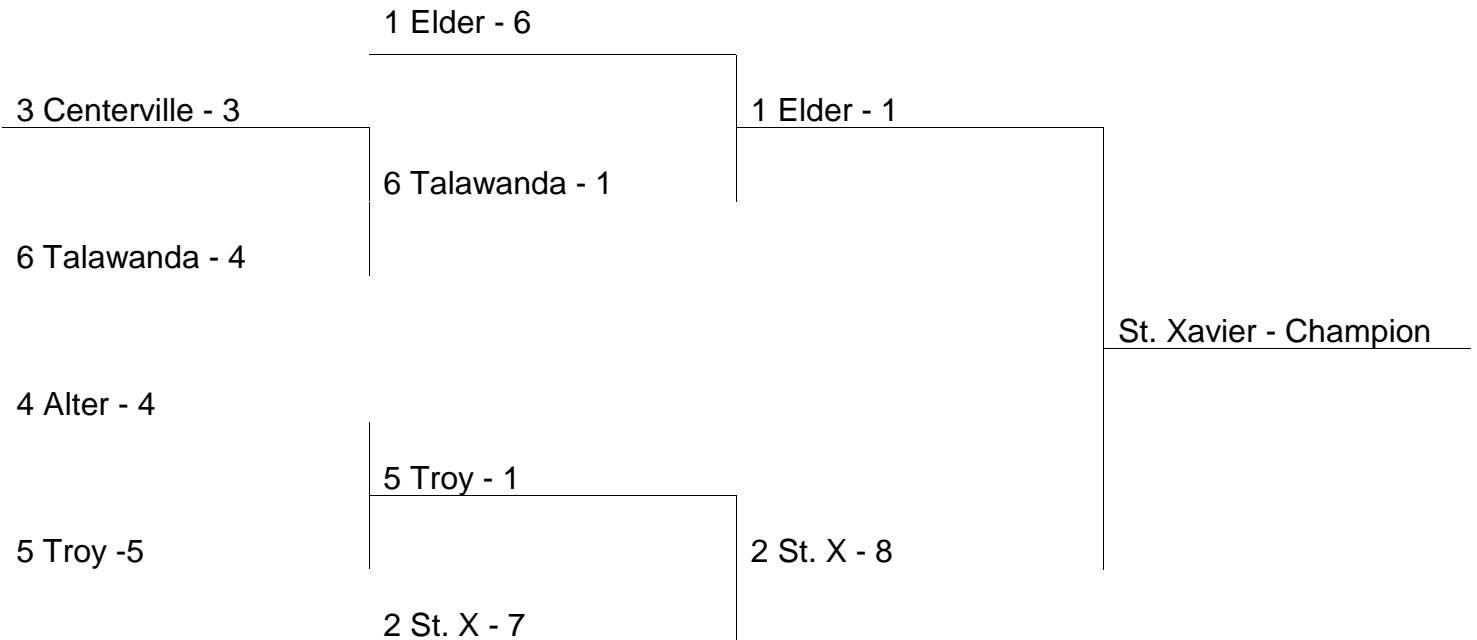 1 Elder - 6
3 Centerville - 3
1 Elder - 1
6 Talawanda - 1
6 Talawanda - 4
St. Xavier - Champion
4 Alter - 4
5 Troy - 1
5 Troy -5
2 St. X - 8
2 St. X - 7